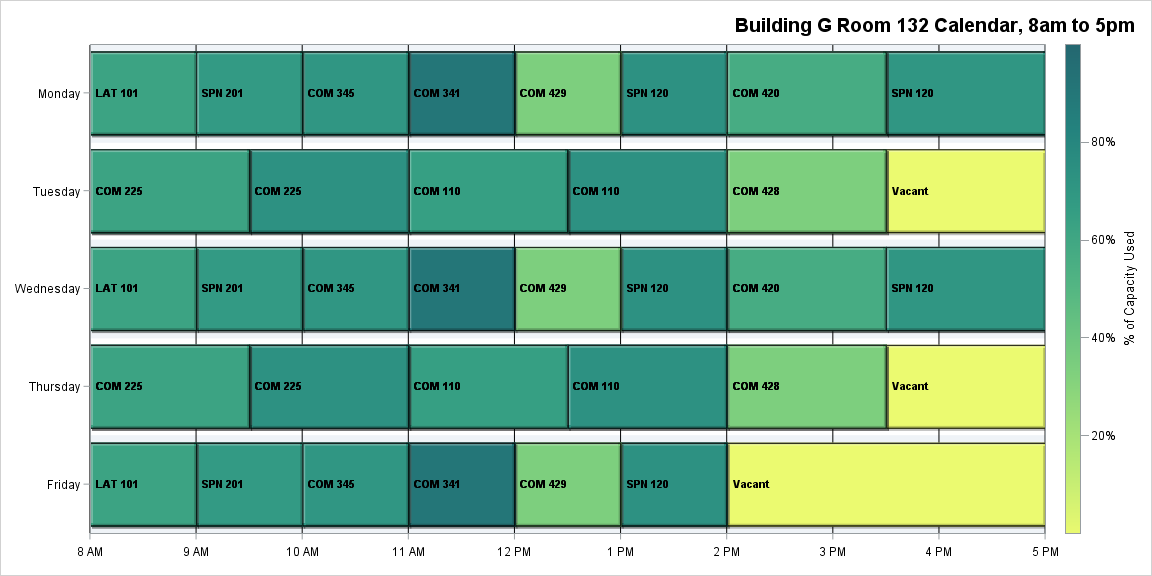 Building G Room 132 Calendar, 8am to 5pm
Monday
LAT 101
SPN 201
COM 345
COM 341
COM 429
SPN 120
COM 420
SPN 120
Tuesday
COM 225
COM 225
COM 110
COM 110
COM 428
Vacant
Wednesday
LAT 101
SPN 201
COM 345
COM 341
COM 429
SPN 120
COM 420
SPN 120
Thursday
COM 225
COM 225
COM 110
COM 110
COM 428
Vacant
Friday
LAT 101
SPN 201
COM 345
COM 341
COM 429
SPN 120
Vacant
8 AM
9 AM
10 AM
11 AM
12 PM
1 PM
2 PM
3 PM
4 PM
5 PM
80%
60%
40%
20%
% of Capacity Used